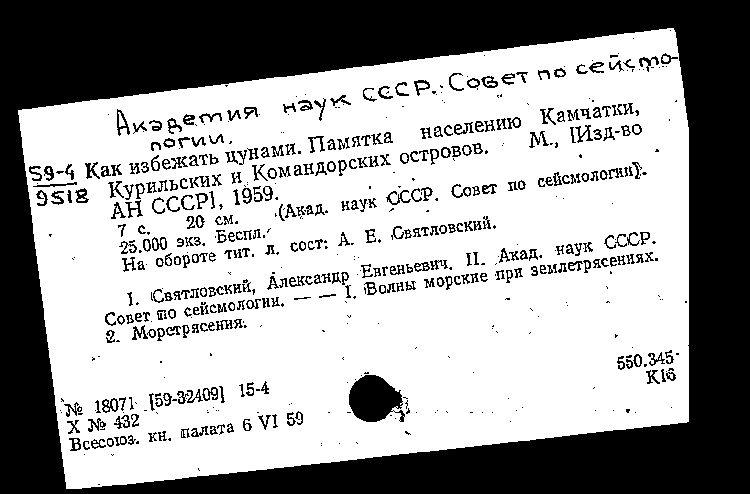 Академия наук СССР. Совет по сейсмо-
логии.
59-4 Как избежать цунами. Памятка населению Камчатки,
9518 Курильских и Командорских островов. М., [Изд-во
АН СССР], 1959.
7 с. 20 см. (Акад. наук СССР. Совет по сейсмологии).
25.000 экз. Беспл.
На обороте тит. л. сост: А. Е. Святловский.
I. Святловский, Александр Евгеньевич. II. Акад. наук СССР.
Совет по сейсмологии. — — 1. Волны морские при землетрясениях.
2. Моретрясения.
№ 18071 [59-32409] 15-4
X № 432
Всесоюз. кн. палата 6 VI 59
550.345
К16